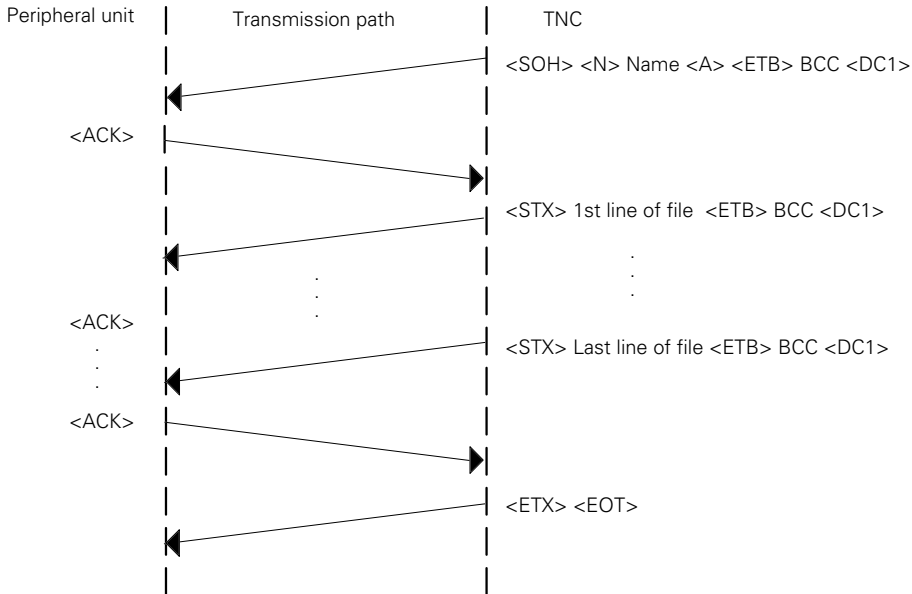 Peripheral unit Transmission path TNC
<SOH> <N> Name <A> <ETB> BCC <DC1>
<ACK>
<STX> 1st line of file <ETB> BCC <DC1>
<ACK>
<STX> Last line of file <ETB> BCC <DC1>
<ACK>
<ETX> <EOT>